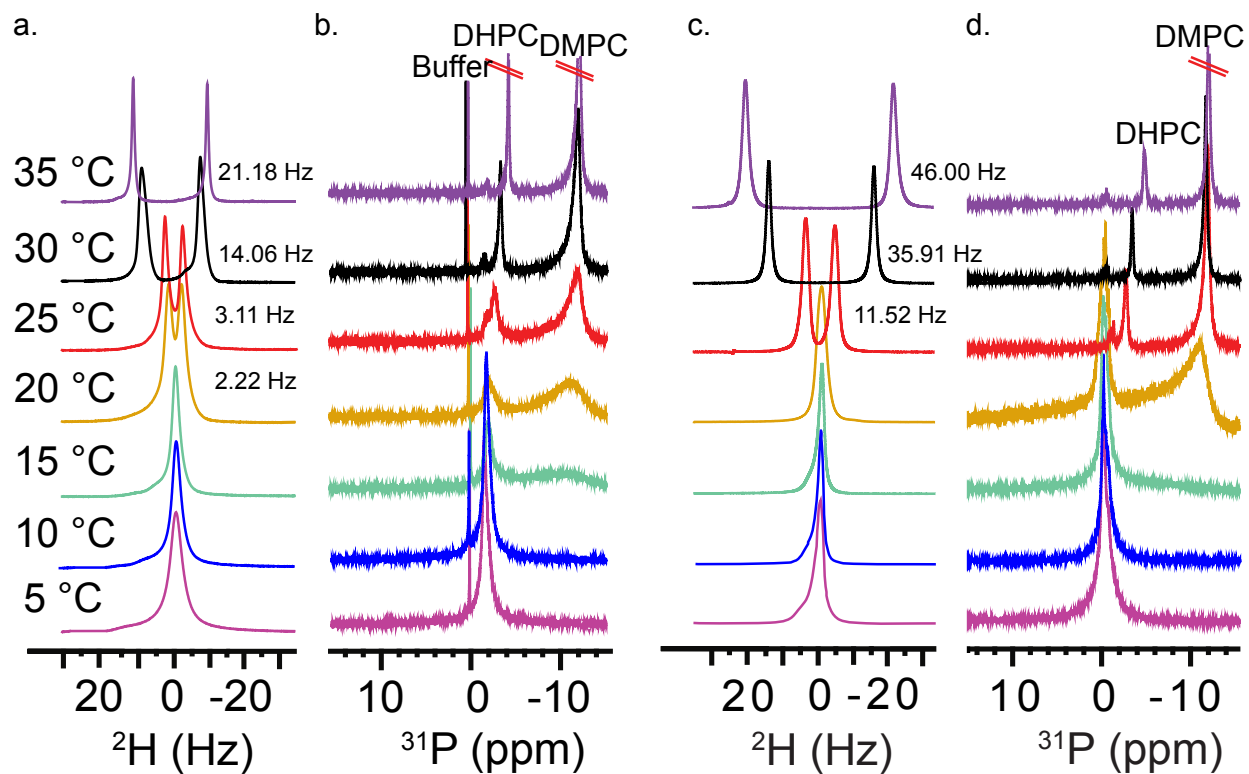 a.
b.
c.
d.
DHPC
DMPC
Buffer
DMPC
DHPC
35 °C
21.18 Hz
46.00 Hz
30 °C
14.06 Hz
35.91 Hz
25 °C
3.11 Hz
11.52 Hz
20 °C
2.22 Hz
15 °C
10 °C
5 °C
20 0 -20
10 0 -10
20 0 -20
10 0 -10
²H (Hz)
³¹P (ppm)
²H (Hz)
³¹P (ppm)